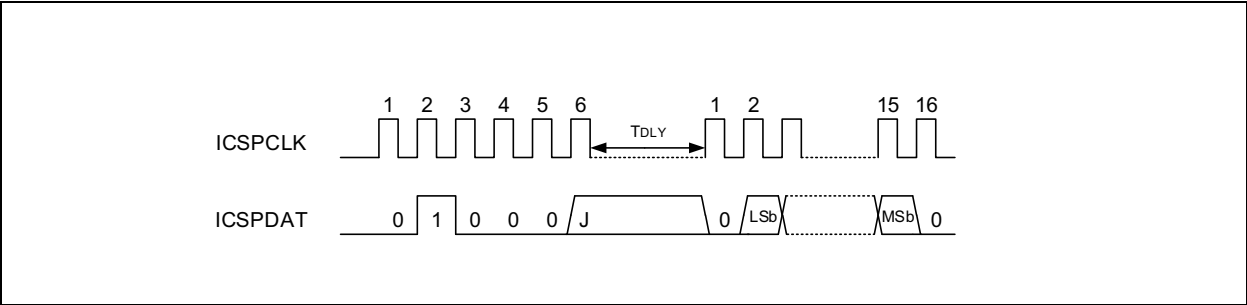 1 2 3 4 5 6 1 2 15 16
TDLY
ICSPCLK
ICSPDAT 0 1 0 0 0 J 0 LSb MSb 0